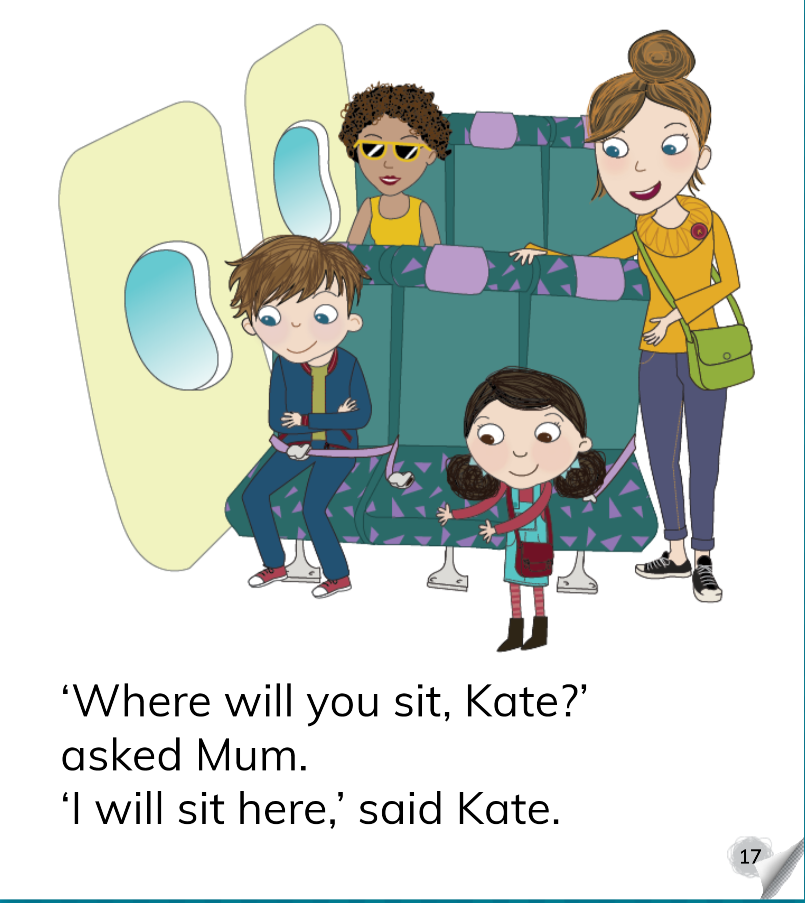 ‘Where will you sit, Kate?’
asked Mum.
‘I will sit here,’ said Kate.
17